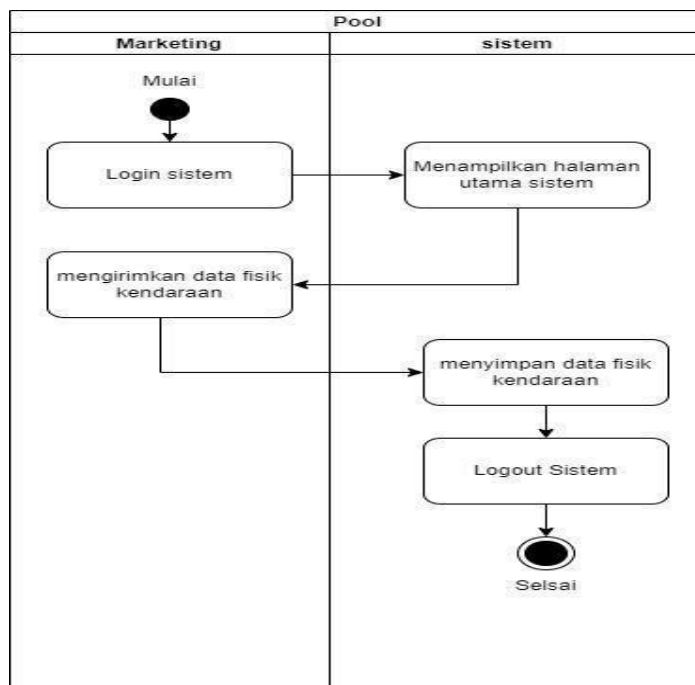 Pool
Marketing
sistem
Mulai
Login sistem
Menampilkan halaman
utama sistem
mengirimkan data fisik
kendaraan
menyimpan data fisik
kendaraan
Logout Sistem
Selsai